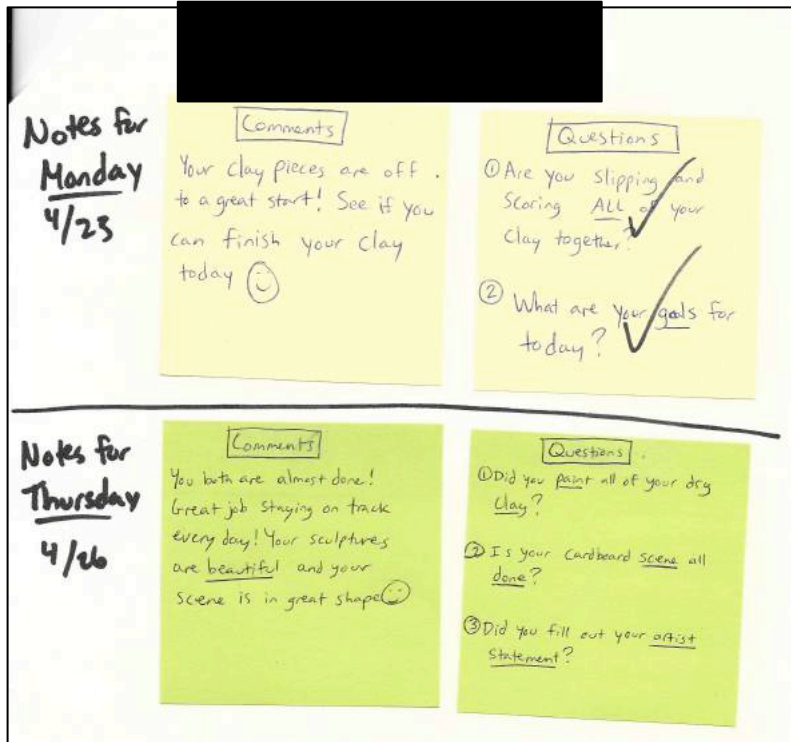 Notes for
Monday
4/23
Comments
Your clay pieces are off
to a great start! See if you
can finish your clay
today
Questions
① Are you slipping and
Scoring ALL of your
Clay together?
② What are your goals for
today?
Notes for
Thursday
4/26
Comments
You both are almost done!
Great job staying on track
every day! Your sculptures
are beautiful and your
scene is in great shape
Questions
① Did you paint all of your dry
clay?
② Is your cardboard scene all
done?
③ Did you fill out your artist
statement?